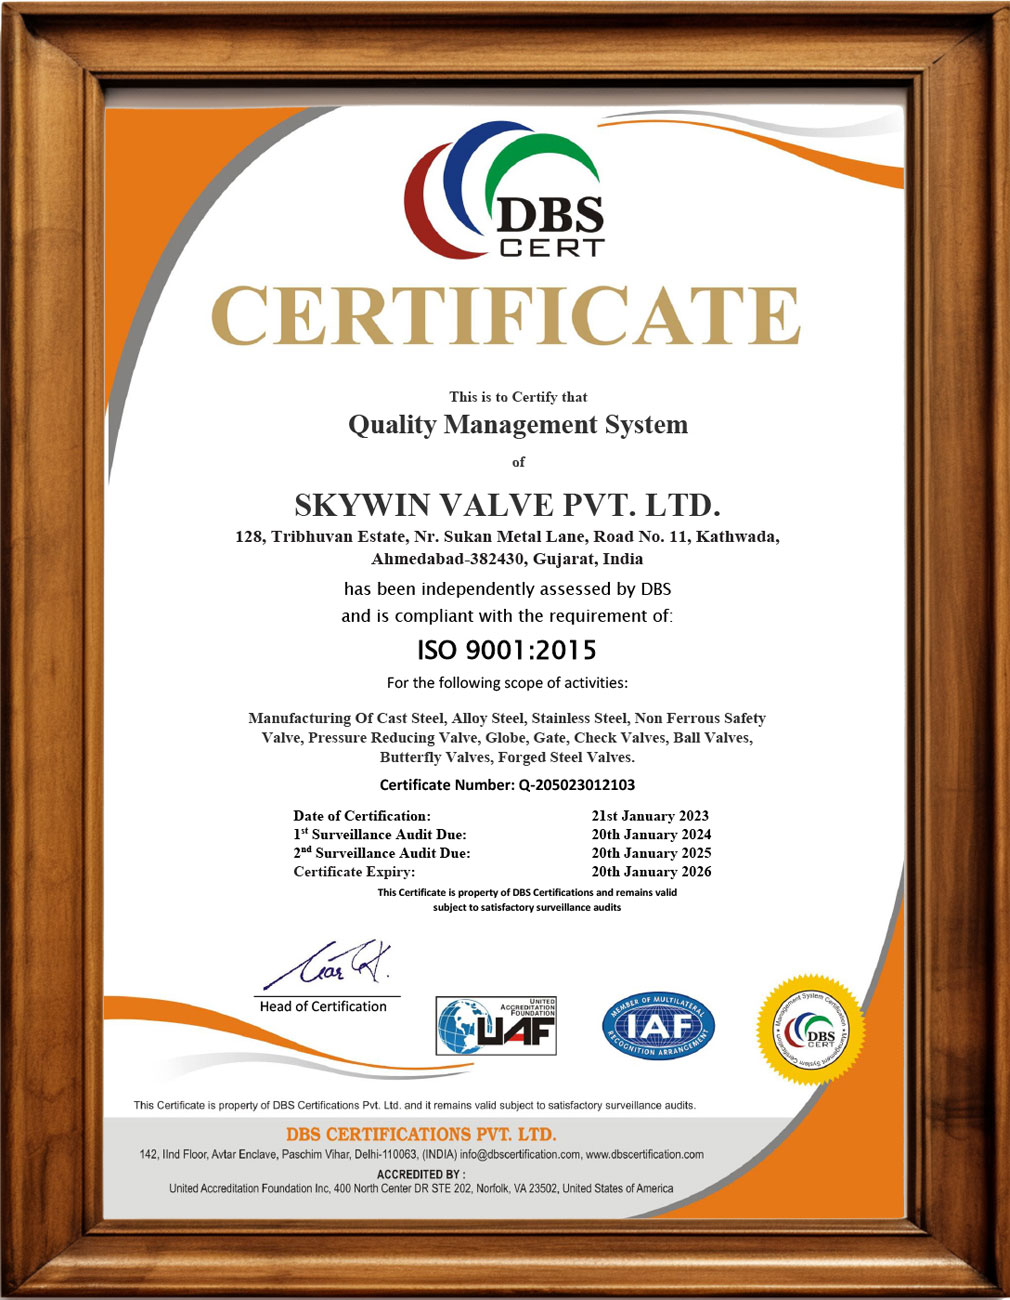 DBS
CERT
CERTIFICATE
This is to Certify that
Quality Management System
of
SKYWIN VALVE PVT. LTD.
128, Tribhuvan Estate, Nr. Sukan Metal Lane, Road No. 11, Kathwada,
Ahmedabad-382430, Gujarat, India
has been independently assessed by DBS
and is compliant with the requirement of:
ISO 9001:2015
For the following scope of activities:
Manufacturing Of Cast Steel, Alloy Steel, Stainless Steel, Non Ferrous Safety
Valve, Pressure Reducing Valve, Globe, Gate, Check Valves, Ball Valves,
Butterfly Valves, Forged Steel Valves.
Certificate Number: Q-205023012103
Date of Certification: 21st January 2023
1st Surveillance Audit Due: 20th January 2024
2nd Surveillance Audit Due: 20th January 2025
Certificate Expiry: 20th January 2026
This Certificate is property of DBS Certifications and remains valid
subject to satisfactory surveillance audits
Head of Certification
UNITED
ACCREDITATION
FOUNDATION
UAF
MEMBER OF MULTILATERAL
IAF
RECOGNITION ARRANGEMENT
Management System Certification • Management System Certification •
DBS
CERT
This Certificate is property of DBS Certifications Pvt. Ltd. and it remains valid subject to satisfactory surveillance audits.
DBS CERTIFICATIONS PVT. LTD.
142, IInd Floor, Avtar Enclave, Paschim Vihar, Delhi-110063, (INDIA) info@dbscertification.com, www.dbscertification.com
ACCREDITED BY :
United Accreditation Foundation Inc, 400 North Center DR STE 202, Norfolk, VA 23502, United States of America